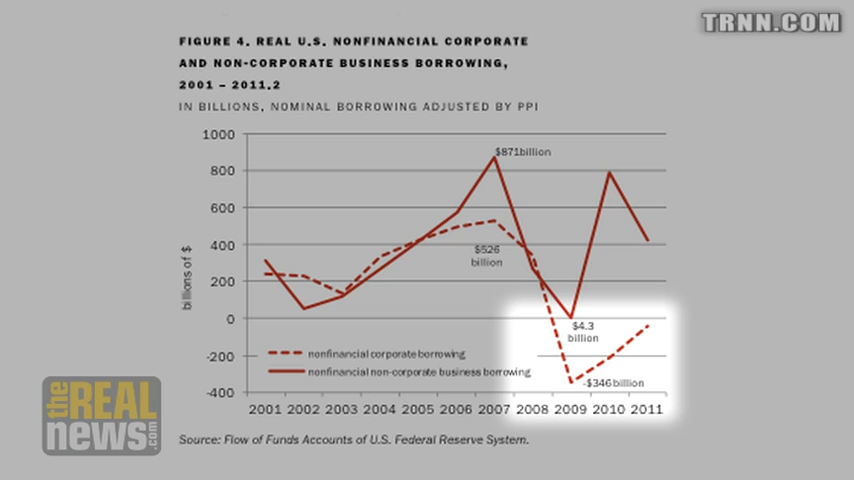 TRNN.COM
FIGURE 4. REAL U.S. NONFINANCIAL CORPORATE
AND NON-CORPORATE BUSINESS BORROWING,
2001 – 2011.2
IN BILLIONS, NOMINAL BORROWING ADJUSTED BY PPI
1000
800
600
400
200
0
-200
-400
billions of $
$871billion
$526
billion
$4.3
billion
-$346billion
nonfinancial corporate borrowing
nonfinancial non-corporate business borrowing
2001 2002 2003 2004 2005 2006 2007 2008 2009 2010 2011
the REAL
news.com
Source: Flow of Funds Accounts of U.S. Federal Reserve System.